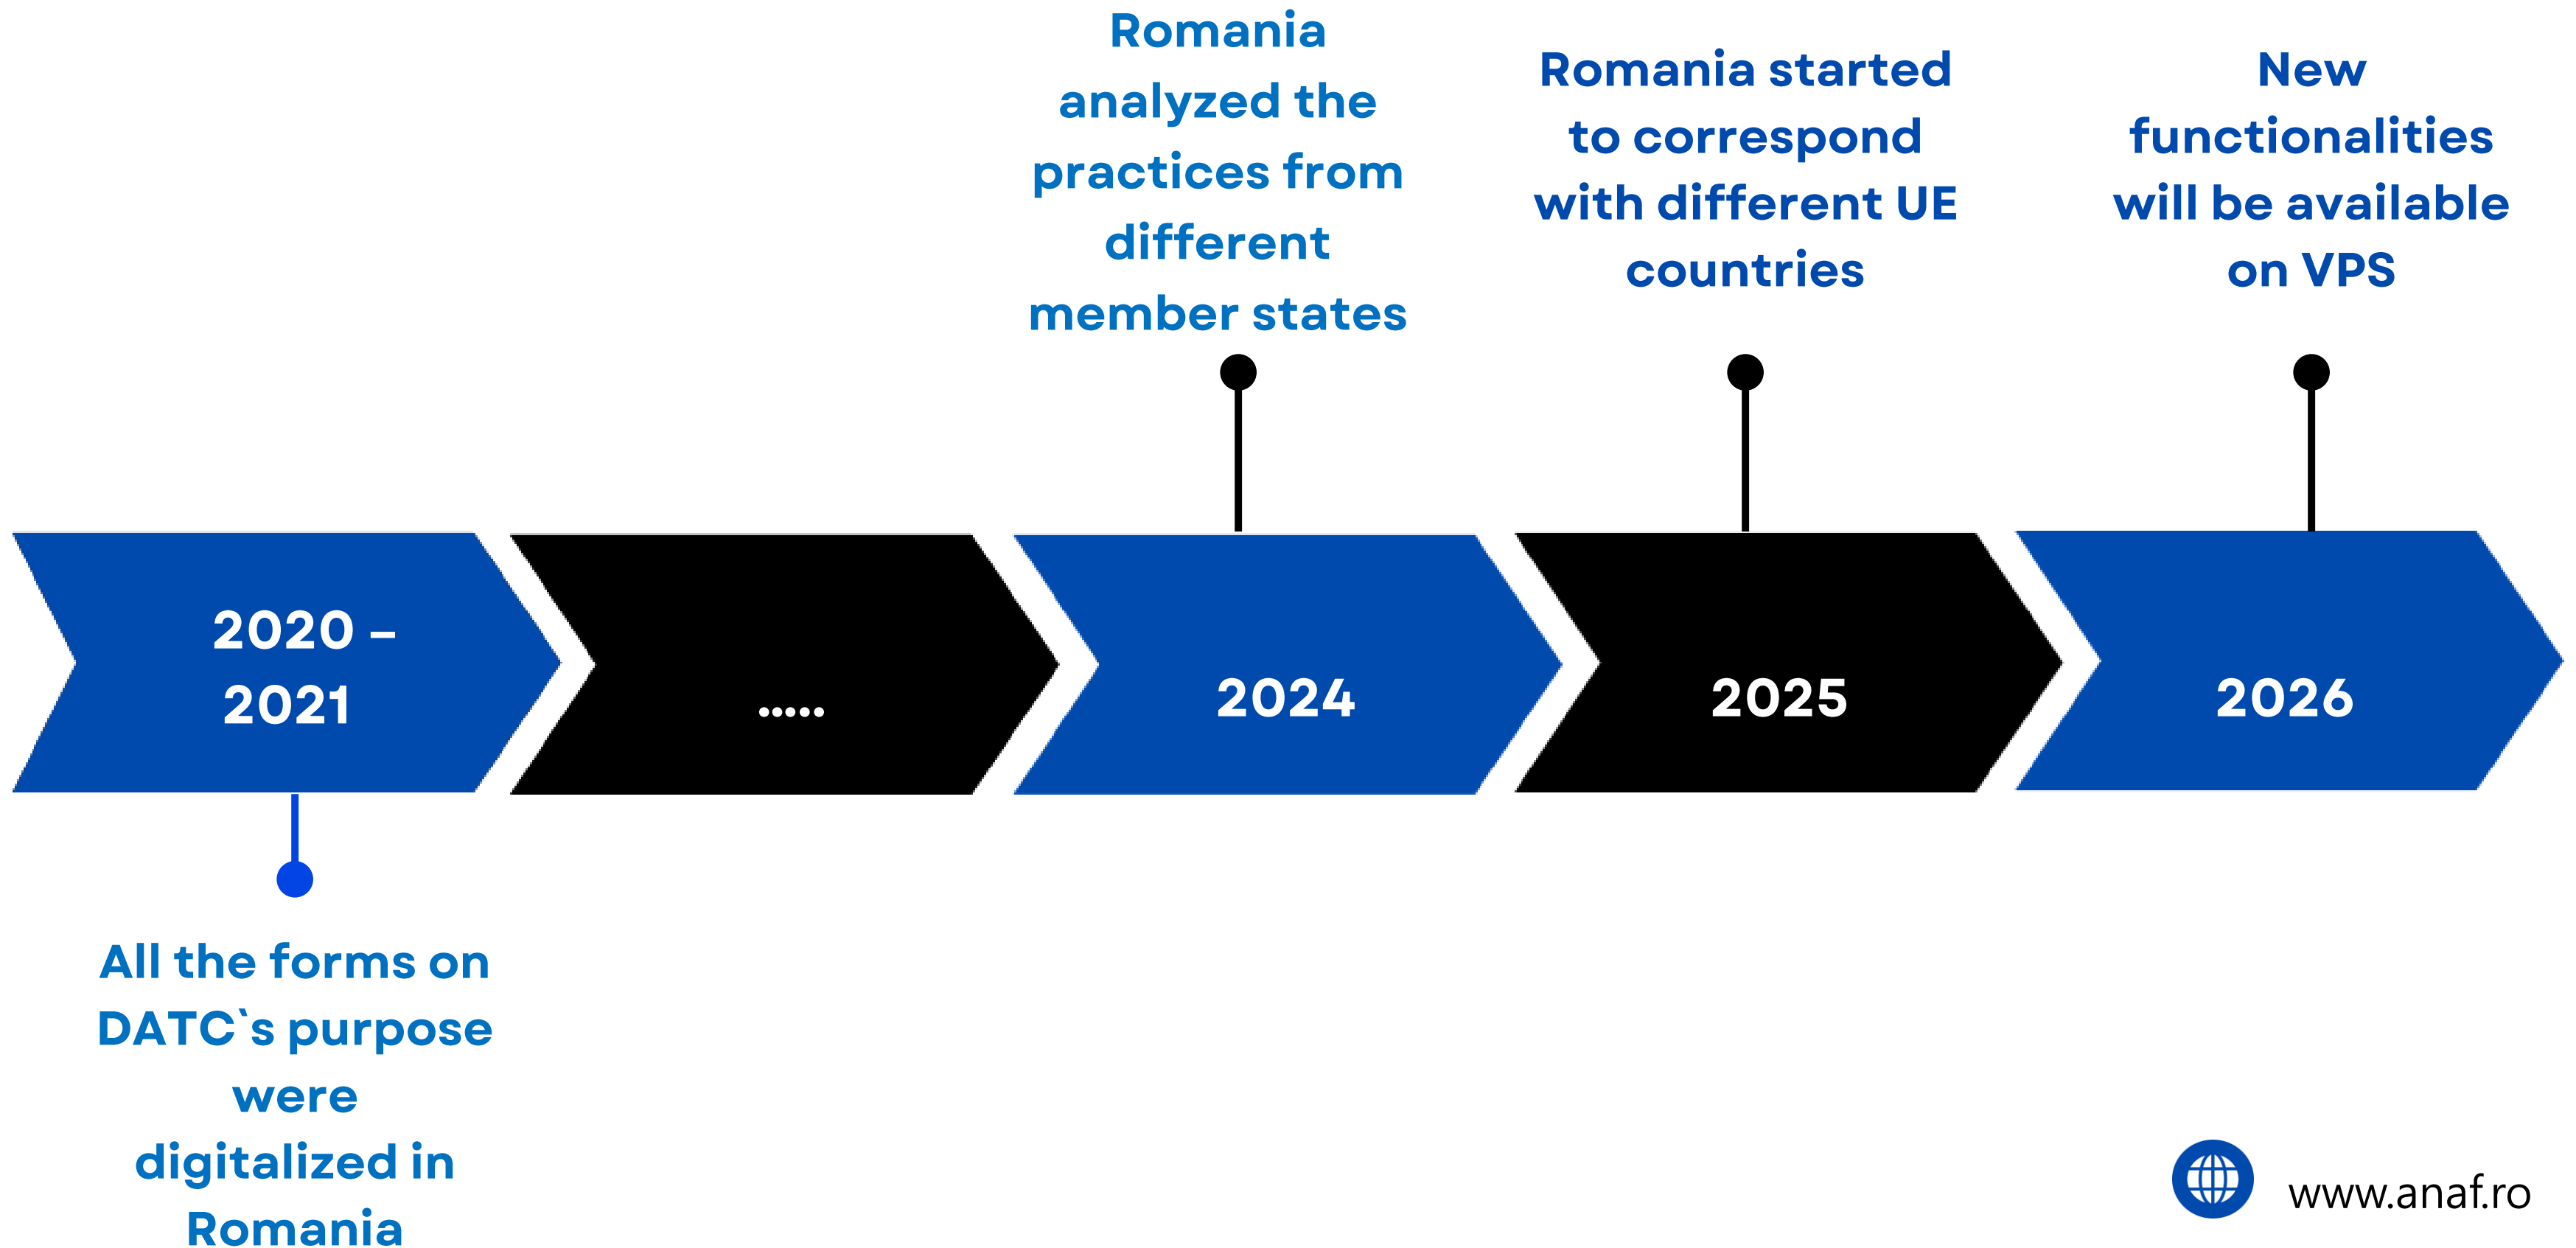 Romania
analyzed the
practices from
different
member states
Romania started
to correspond
with different UE
countries
New
functionalities
will be available
on VPS
2020 –
2021
.....
2024
2025
2026
All the forms on
DATC`s purpose
were
digitalized in
Romania
www.anaf.ro